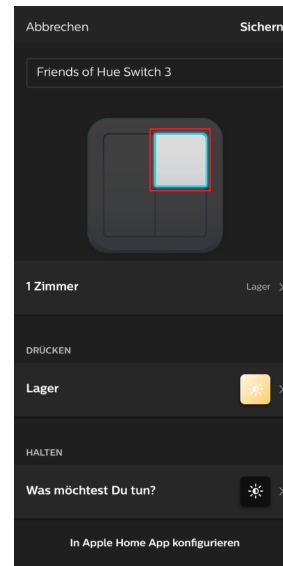 Abbrechen Sichern
Friends of Hue Switch 3
1 Zimmer Lager
DRÜCKEN
Lager
HALTEN
Was möchtest Du tun?
In Apple Home App konfigurieren